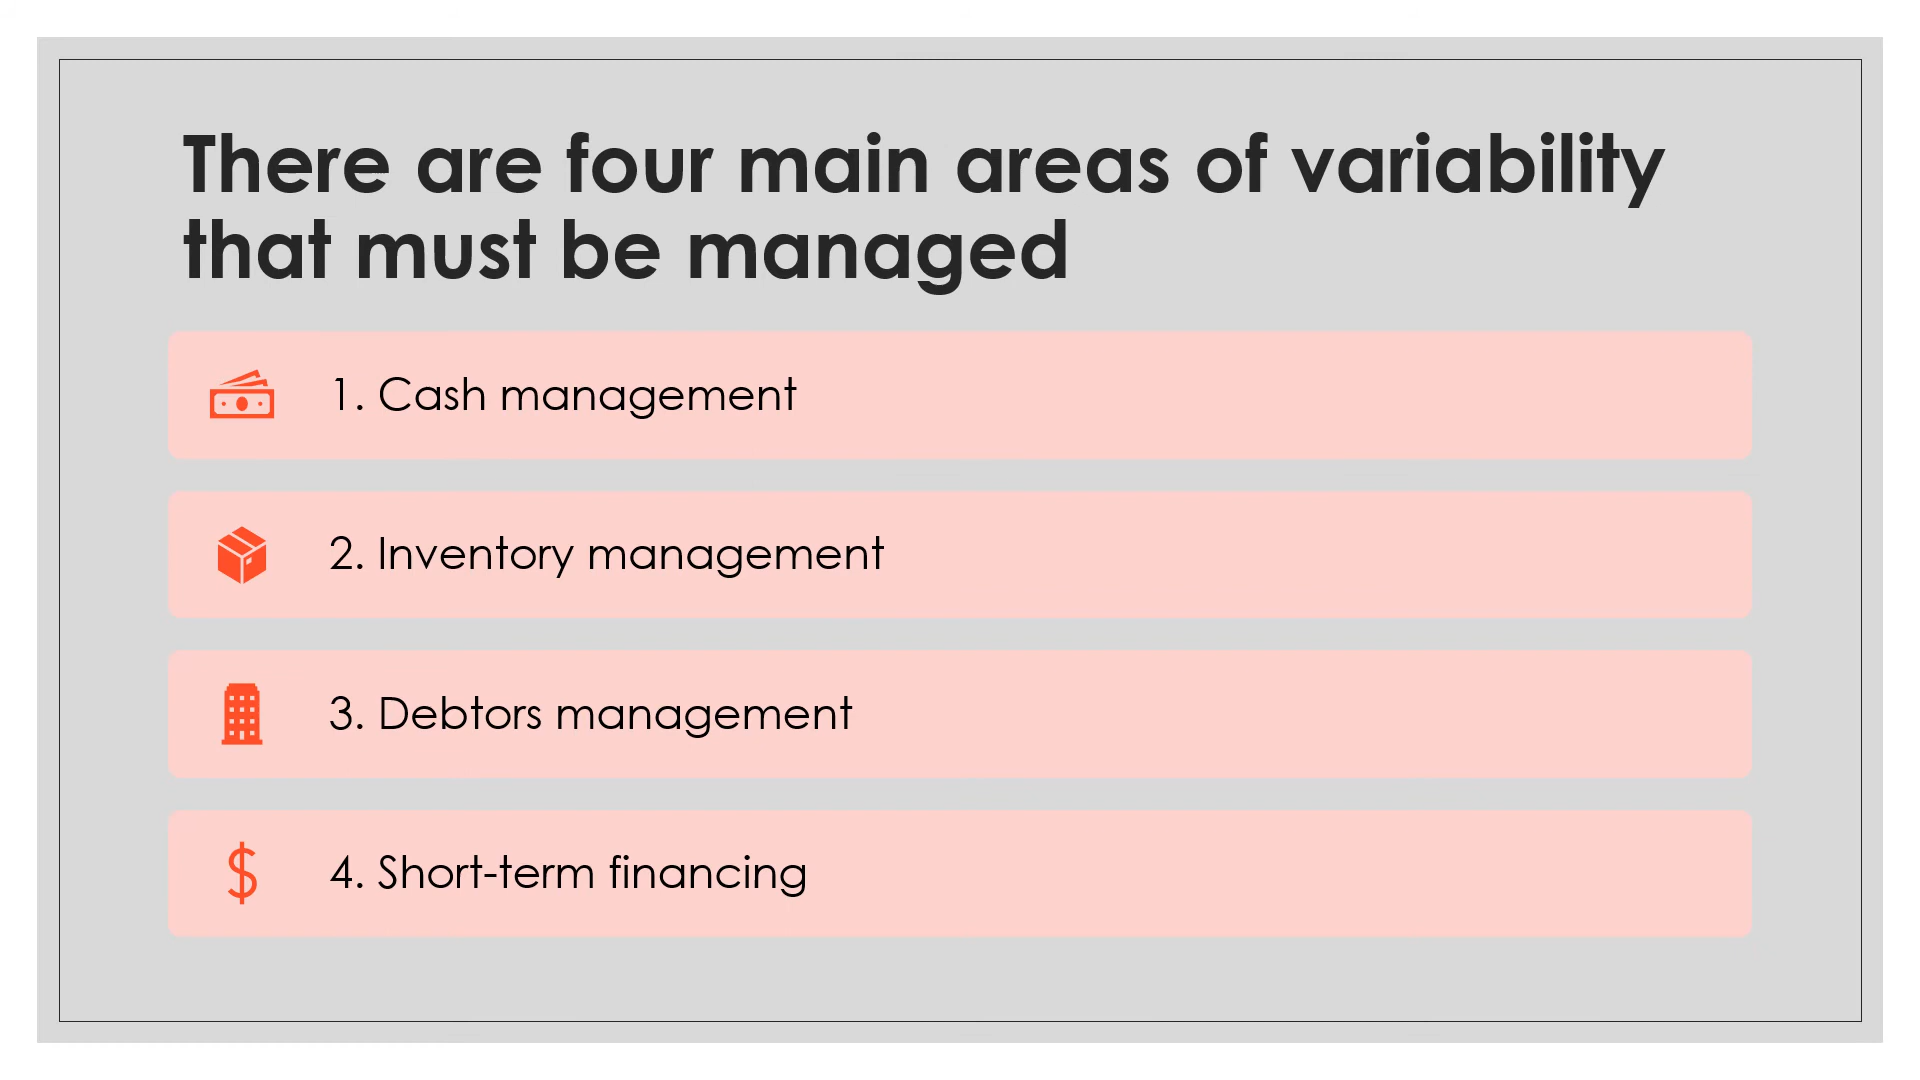 There are four main areas of variability
that must be managed
1. Cash management
2. Inventory management
3. Debtors management
4. Short-term financing